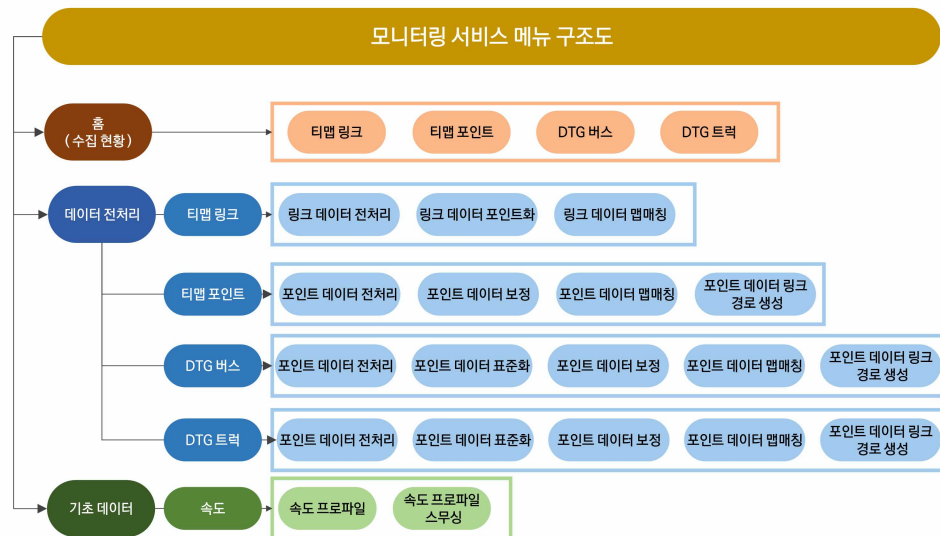 모니터링 서비스 메뉴 구조도
홈
( 수집 현황 )
티맵 링크
티맵 포인트
DTG 버스
DTG 트럭
데이터 전처리
티맵 링크
링크 데이터 전처리
링크 데이터 포인트화
링크 데이터 맵매칭
티맵 포인트
포인트 데이터 전처리
포인트 데이터 보정
포인트 데이터 맵매칭
포인트 데이터 링크
경로 생성
DTG 버스
포인트 데이터 전처리
포인트 데이터 표준화
포인트 데이터 보정
포인트 데이터 맵매칭
포인트 데이터 링크
경로 생성
DTG 트럭
포인트 데이터 전처리
포인트 데이터 표준화
포인트 데이터 보정
포인트 데이터 맵매칭
포인트 데이터 링크
경로 생성
기초 데이터
속도
속도 프로파일
속도 프로파일
스무싱